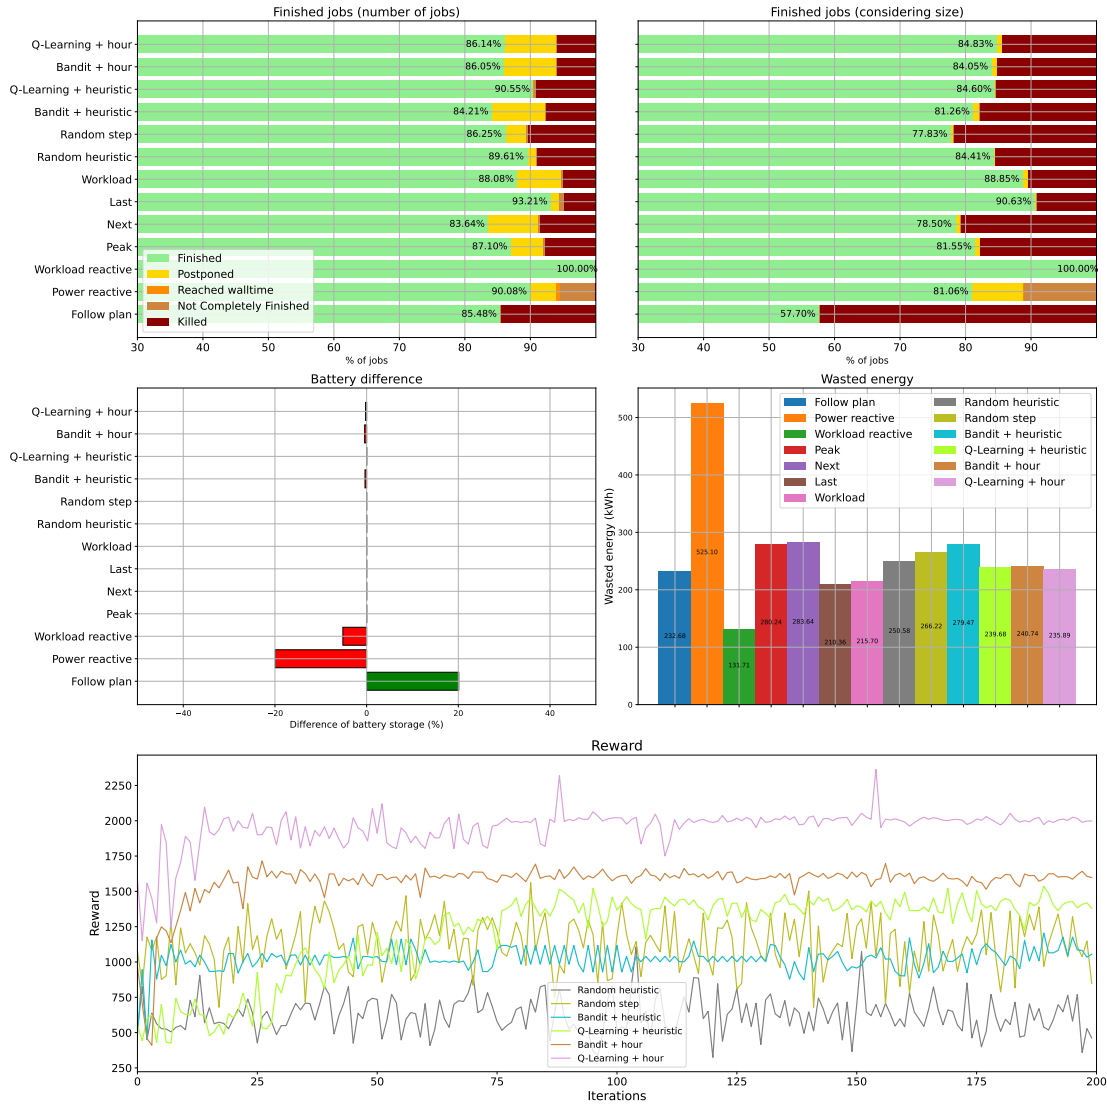 Finished jobs (number of jobs)
Q-Learning + hour
86.14%
Bandit + hour
86.05%
Q-Learning + heuristic
90.55%
Bandit + heuristic
84.21%
Random step
86.25%
Random heuristic
89.61%
Workload
88.08%
Last
93.21%
Next
83.64%
Peak
87.10%
Workload reactive
100.00%
Power reactive
90.08%
Follow plan
85.48%
Finished
Postponed
Reached walltime
Not Completely Finished
Killed
30 40 50 60 70 80 90
% of jobs
Finished jobs (considering size)
84.83%
84.05%
84.60%
81.26%
77.83%
84.41%
88.85%
90.63%
78.50%
81.55%
100.00%
81.06%
57.70%
30 40 50 60 70 80 90
% of jobs
Battery difference
Q-Learning + hour
Bandit + hour
Q-Learning + heuristic
Bandit + heuristic
Random step
Random heuristic
Workload
Last
Next
Peak
Workload reactive
Power reactive
Follow plan
−40 −20 0 20 40
Difference of battery storage (%)
Wasted energy
Wasted energy (kWh)
500
400
300
200
100
0
Follow plan
Power reactive
Workload reactive
Peak
Next
Last
Workload
Random heuristic
Random step
Bandit + heuristic
Q-Learning + heuristic
Bandit + hour
Q-Learning + hour
232.68
525.10
131.71
280.24
283.64
210.36
215.70
250.58
266.22
279.47
239.68
240.74
235.89
Reward
Reward
2250
2000
1750
1500
1250
1000
750
500
250
Random heuristic
Random step
Bandit + heuristic
Q-Learning + heuristic
Bandit + hour
Q-Learning + hour
0 25 50 75 100 125 150 175 200
Iterations